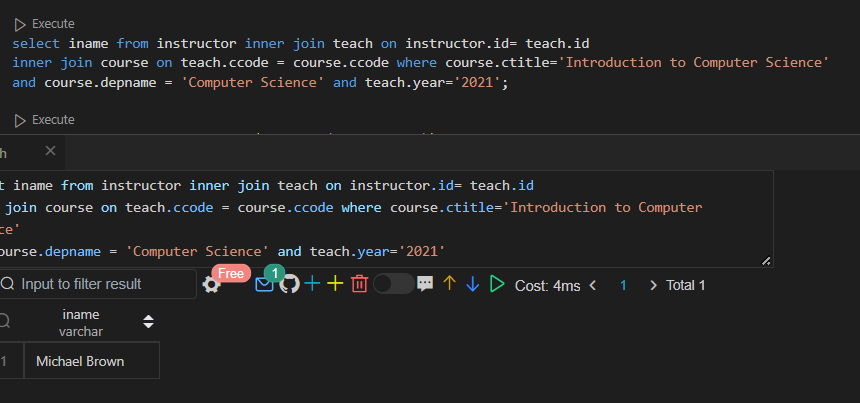 Execute
select iname from instructor inner join teach on instructor.id= teach.id
inner join course on teach.ccode = course.ccode where course.ctitle='Introduction to Computer Science'
and course.depname = 'Computer Science' and teach.year='2021';
Execute
h
t iname from instructor inner join teach on instructor.id= teach.id
join course on teach.ccode = course.ccode where course.ctitle='Introduction to Computer
ce'
ourse.depname = 'Computer Science' and teach.year='2021'
Input to filter result Free 1 Cost: 4ms 1 Total 1
iname
varchar
1 Michael Brown